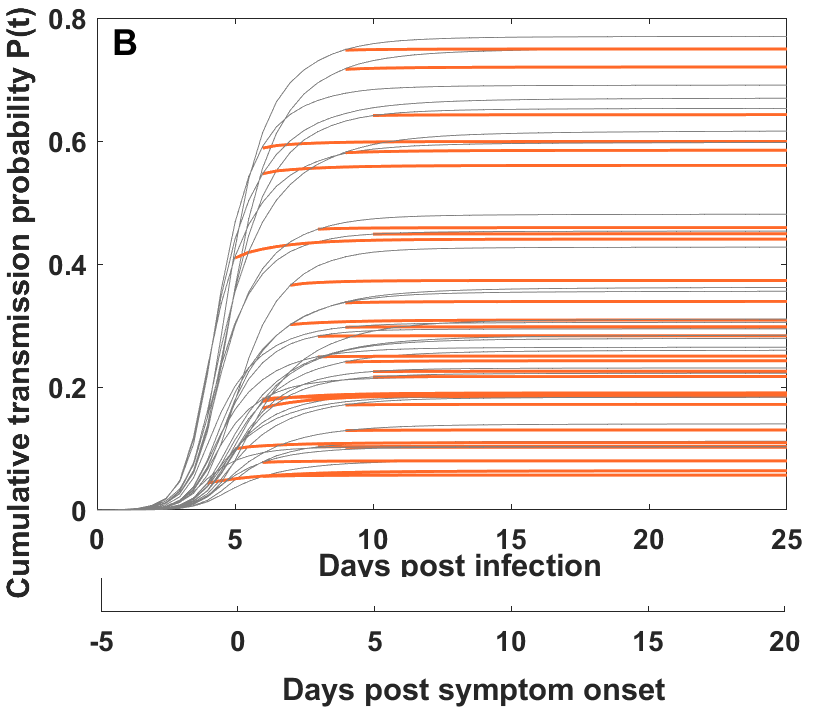 B
Cumulative transmission probability P(t)
0.8
0.6
0.4
0.2
0
0 5 10 15 20 25
Days post infection
-5 0 5 10 15 20
Days post symptom onset